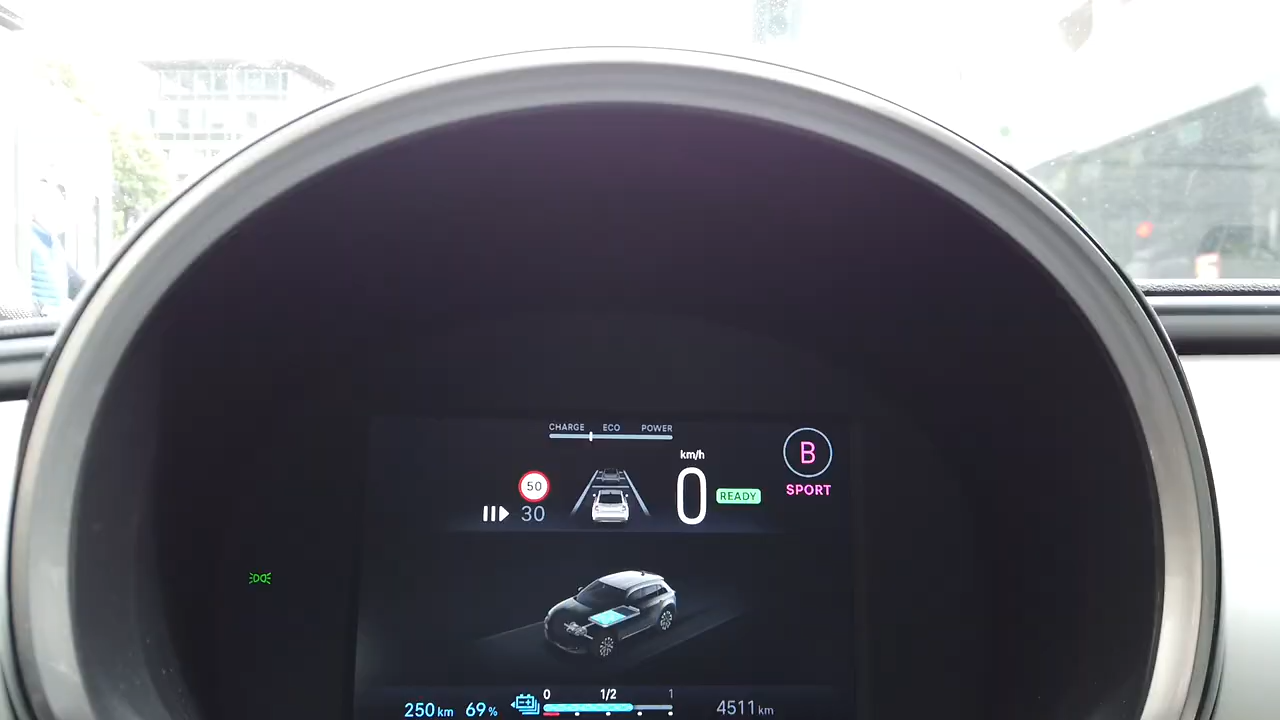 CHARGE ECO POWER
km/h
50
30
0
READY
B
SPORT
250 km 69 %
0 1/2 1
4511 km